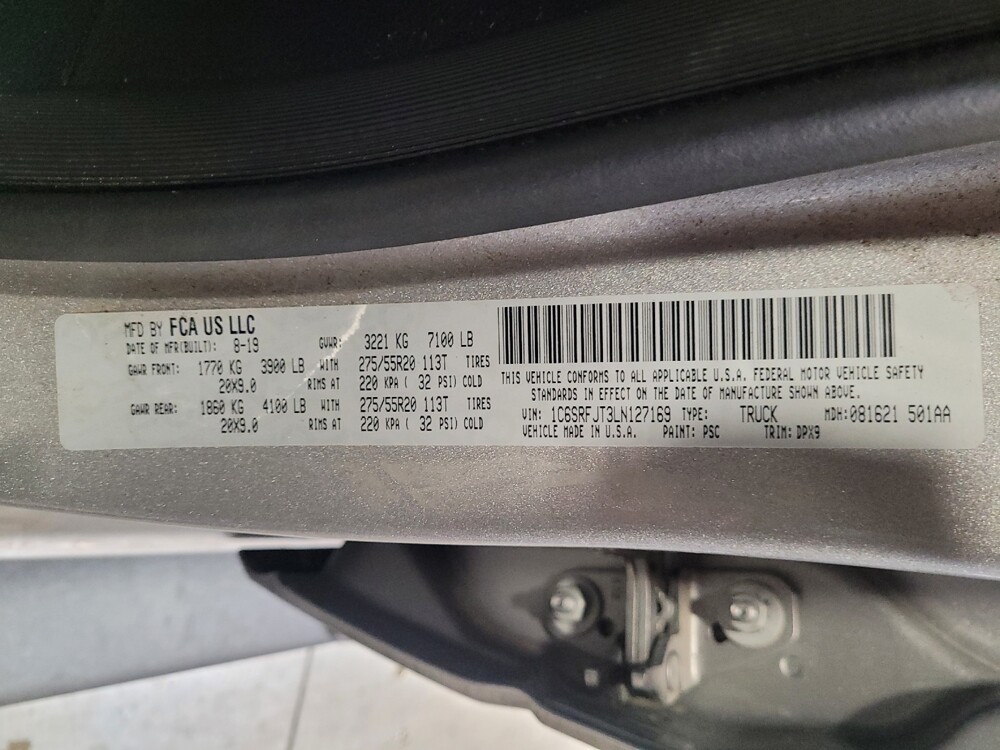 MFD BY FCA US LLC
DATE OF MFR(BUILT): 8-19 GVWR: 3221 KG 7100 LB
GAWR FRONT: 1770 KG 3900 LB WITH 275/55R20 113T TIRES
20X9.0 RIMS AT 220 KPA ( 32 PSI) COLD
GAWR REAR: 1860 KG 4100 LB WITH 275/55R20 113T TIRES
20X9.0 RIMS AT 220 KPA ( 32 PSI) COLD
THIS VEHICLE CONFORMS TO ALL APPLICABLE U.S.A. FEDERAL MOTOR VEHICLE SAFETY
STANDARDS IN EFFECT ON THE DATE OF MANUFACTURE SHOWN ABOVE.
VIN: 1C6SRFJT3LN127169 TYPE: TRUCK MDH: 081621 501AA
VEHICLE MADE IN U.S.A. PAINT: PSC TRIM: DPX9